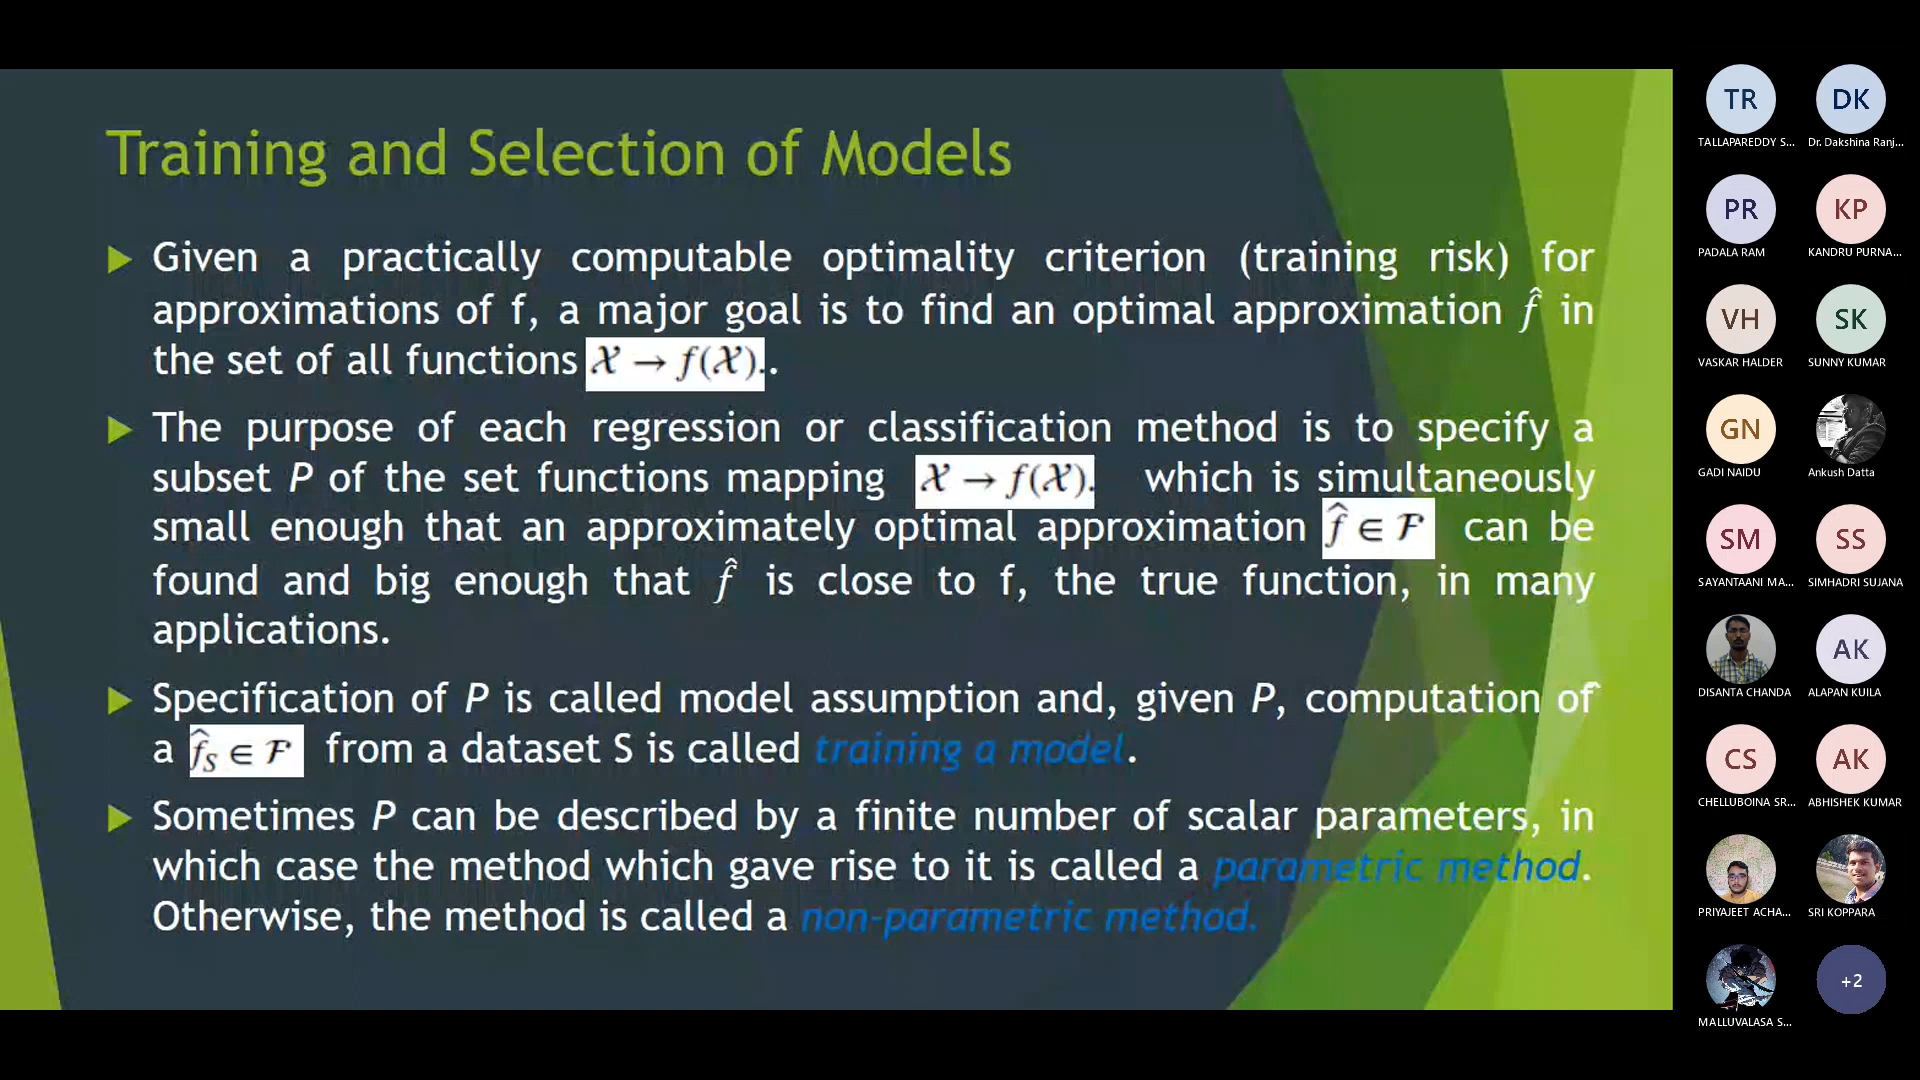 Training and Selection of Models
Given a practically computable optimality criterion (training risk) for
approximations of f, a major goal is to find an optimal approximation f̂ in
the set of all functions 𝒳 → f(𝒳)..
The purpose of each regression or classification method is to specify a
subset P of the set functions mapping 𝒳 → f(𝒳). which is simultaneously
small enough that an approximately optimal approximation f̂ ∈ ℱ can be
found and big enough that f̂ is close to f, the true function, in many
applications.
Specification of P is called model assumption and, given P, computation of
a f̂S ∈ ℱ from a dataset S is called training a model.
Sometimes P can be described by a finite number of scalar parameters, in
which case the method which gave rise to it is called a parametric method.
Otherwise, the method is called a non-parametric method.
TR DK
TALLAPAREDDY S... Dr. Dakshina Ranj...
PR KP
PADALA RAM KANDRU PURNA...
VH SK
VASKAR HALDER SUNNY KUMAR
GN
GADI NAIDU Ankush Datta
SM SS
SAYANTAANI MA... SIMHADRI SUJANA
AK
DISANTA CHANDA ALAPAN KUILA
CS AK
CHELLUBOINA SR... ABHISHEK KUMAR
PRIYAJEET ACHA... SRI KOPPARA
+2
MALLUVALASA S...